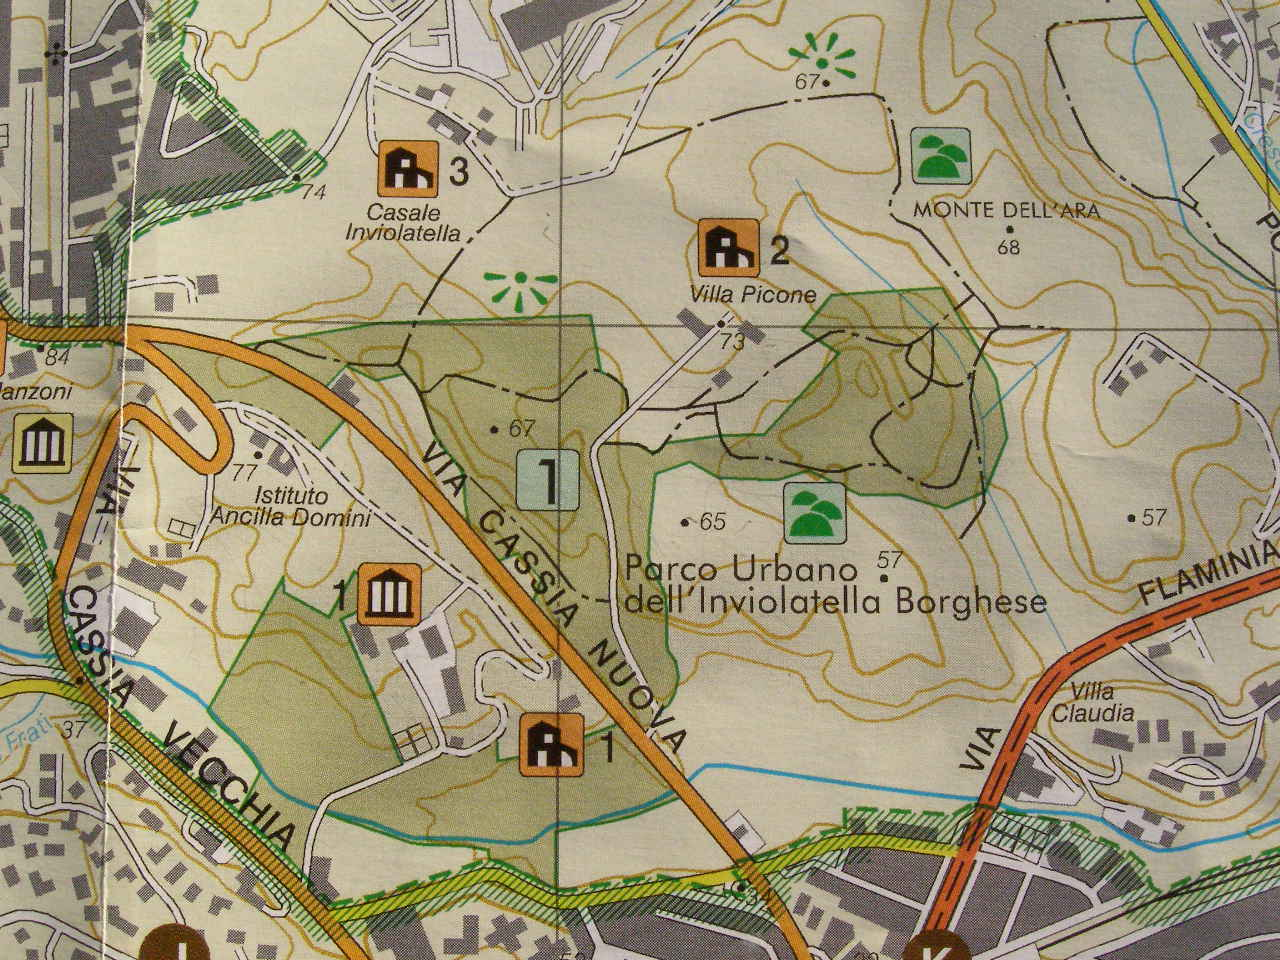 67
3
74
Casale
Inviolatella
MONTE DELL'ARA
68
2
Villa Picone
73
84
67
77
Istituto
Ancilla Domini
1
65
57
57
Parco Urbano
dell'Inviolatella Borghese
VIA CASSIA NUOVA
VIA CASSIA VECCHIA
VIA FLAMINIA
1
1
Villa
Claudia
37
Frati
K